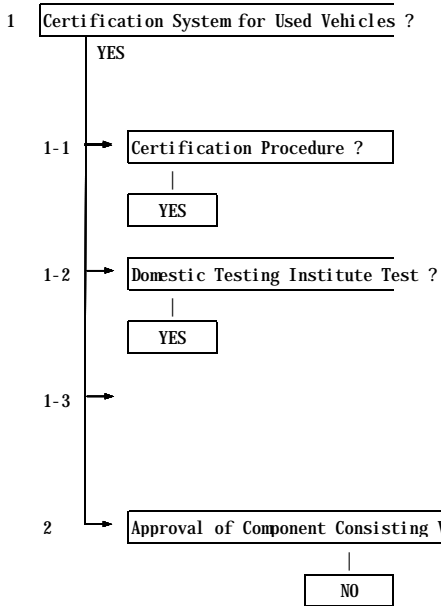 1 Certification System for Used Vehicles ?
YES
1-1 Certification Procedure ?
YES
1-2 Domestic Testing Institute Test ?
YES
1-3
2 Approval of Component Consisting
NO